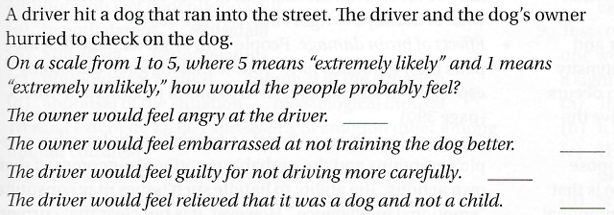 A driver hit a dog that ran into the street. The driver and the dog's owner
hurried to check on the dog.
On a scale from 1 to 5, where 5 means "extremely likely" and 1 means
"extremely unlikely," how would the people probably feel?
The owner would feel angry at the driver. _____
The owner would feel embarrassed at not training the dog better. _____
The driver would feel guilty for not driving more carefully. _____
The driver would feel relieved that it was a dog and not a child. _____